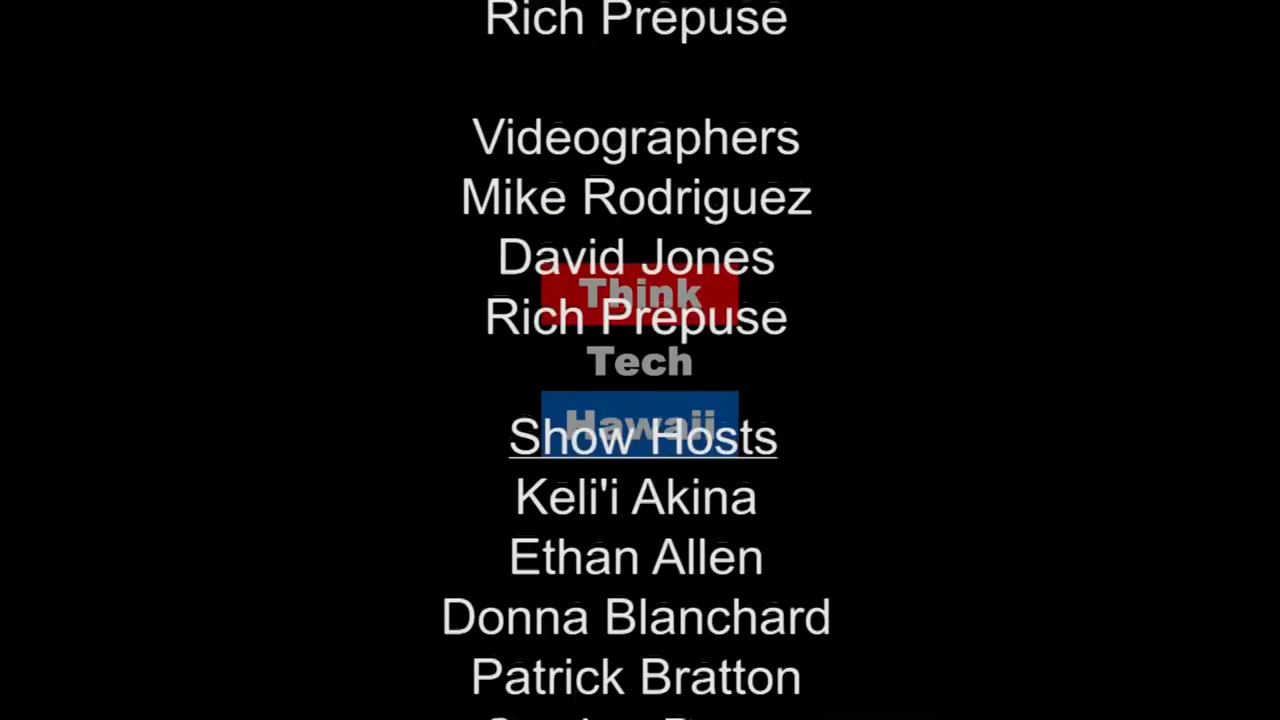 Rich Prepuse
Videographers
Mike Rodriguez
David Jones
Think
Rich Prepuse
Tech
Hawaii
Show Hosts
Keli'i Akina
Ethan Allen
Donna Blanchard
Patrick Bratton